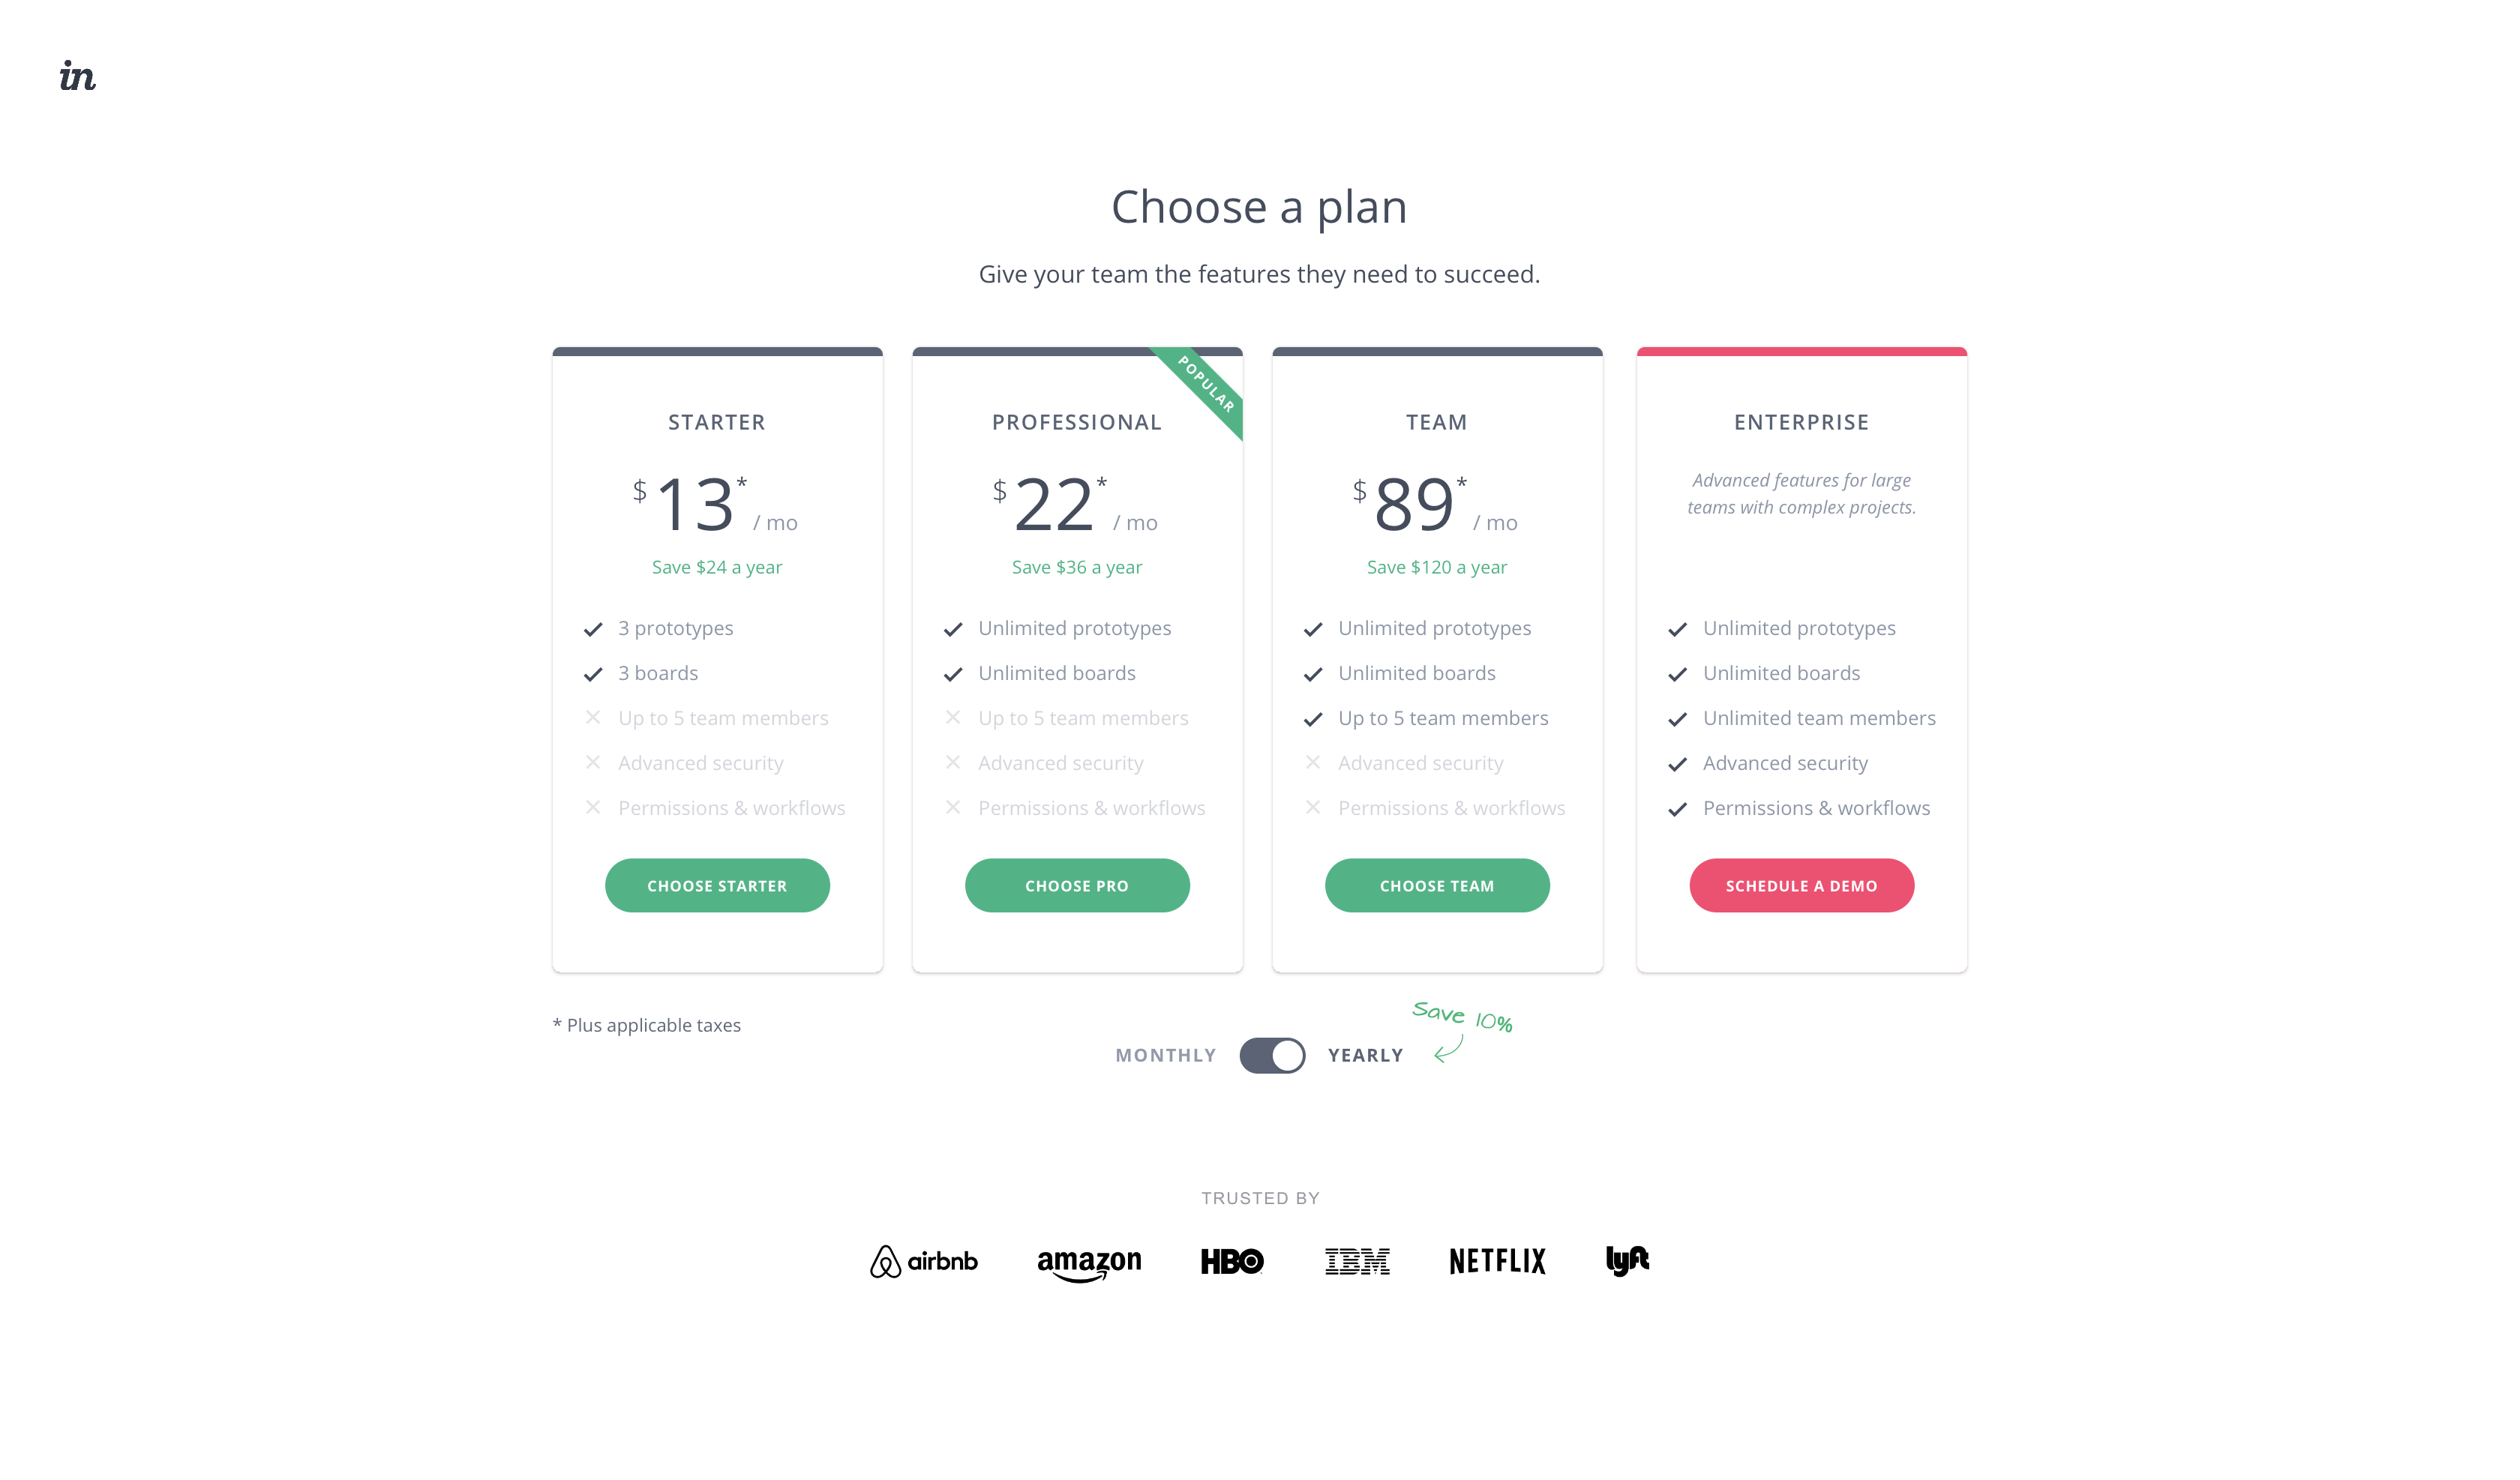 in
Choose a plan
Give your team the features they need to succeed.
POPULAR
STARTER
$ 13* / mo
Save $24 a year
3 prototypes
3 boards
Up to 5 team members
Advanced security
Permissions & workflows
CHOOSE STARTER
PROFESSIONAL
$ 22* / mo
Save $36 a year
Unlimited prototypes
Unlimited boards
Up to 5 team members
Advanced security
Permissions & workflows
CHOOSE PRO
TEAM
$ 89* / mo
Save $120 a year
Unlimited prototypes
Unlimited boards
Up to 5 team members
Advanced security
Permissions & workflows
CHOOSE TEAM
ENTERPRISE
Advanced features for large
teams with complex projects.
Unlimited prototypes
Unlimited boards
Unlimited team members
Advanced security
Permissions & workflows
SCHEDULE A DEMO
* Plus applicable taxes
Save 10%
MONTHLY YEARLY
TRUSTED BY
airbnb amazon HBO IBM NETFLIX lyft